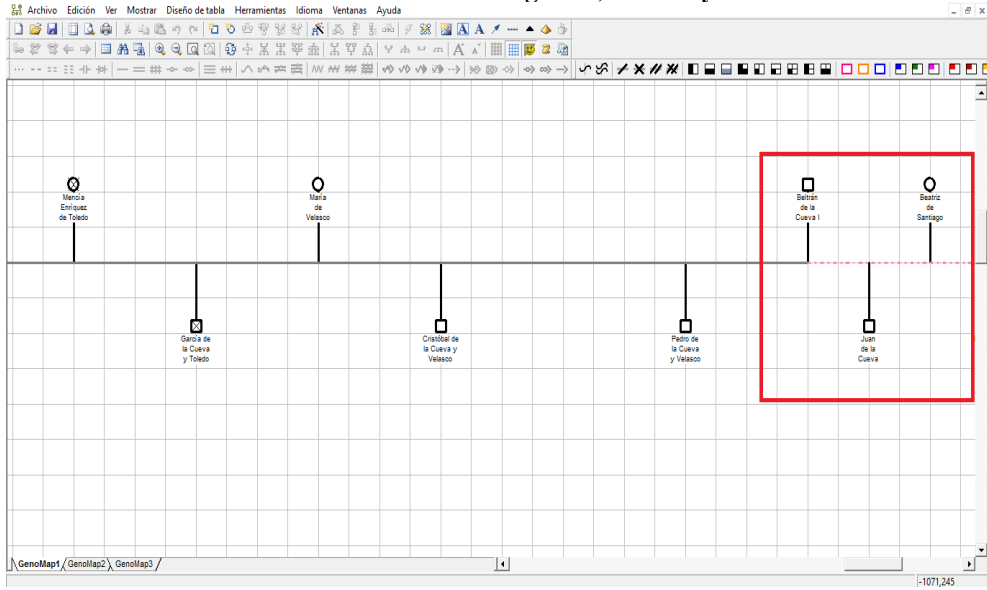 Archivo Edición Ver Mostrar Diseño de tabla Herramientas Idioma Ventanas Ayuda
Mencía
Enríquez
de Toledo
María
de
Velasco
Beltrán
de la
Cueva I
Beatriz
de
Santiago
García de
la Cueva
y Toledo
Cristóbal de
la Cueva y
Velasco
Pedro de
la Cueva
y Velasco
Juan
de la
Cueva
GenoMap1 GenoMap2 GenoMap3
-1071,245